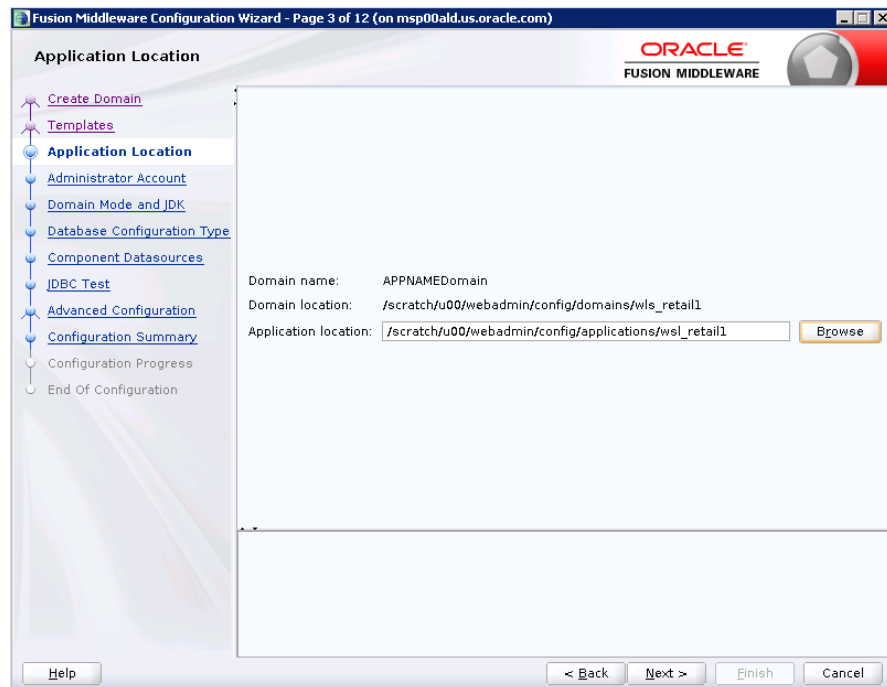 Fusion Middleware Configuration Wizard - Page 3 of 12 (on msp00ald.us.oracle.com)
Application Location
ORACLE
FUSION MIDDLEWARE
Create Domain
Templates
Application Location
Administrator Account
Domain Mode and JDK
Database Configuration Type
Component Datasources
JDBC Test
Advanced Configuration
Configuration Summary
Configuration Progress
End Of Configuration
Domain name: APPNAMEDomain
Domain location: /scratch/u00/webadmin/config/domains/wls_retail1
Application location: /scratch/u00/webadmin/config/applications/wsl_retail1 Browse
Help < Back Next > Finish Cancel